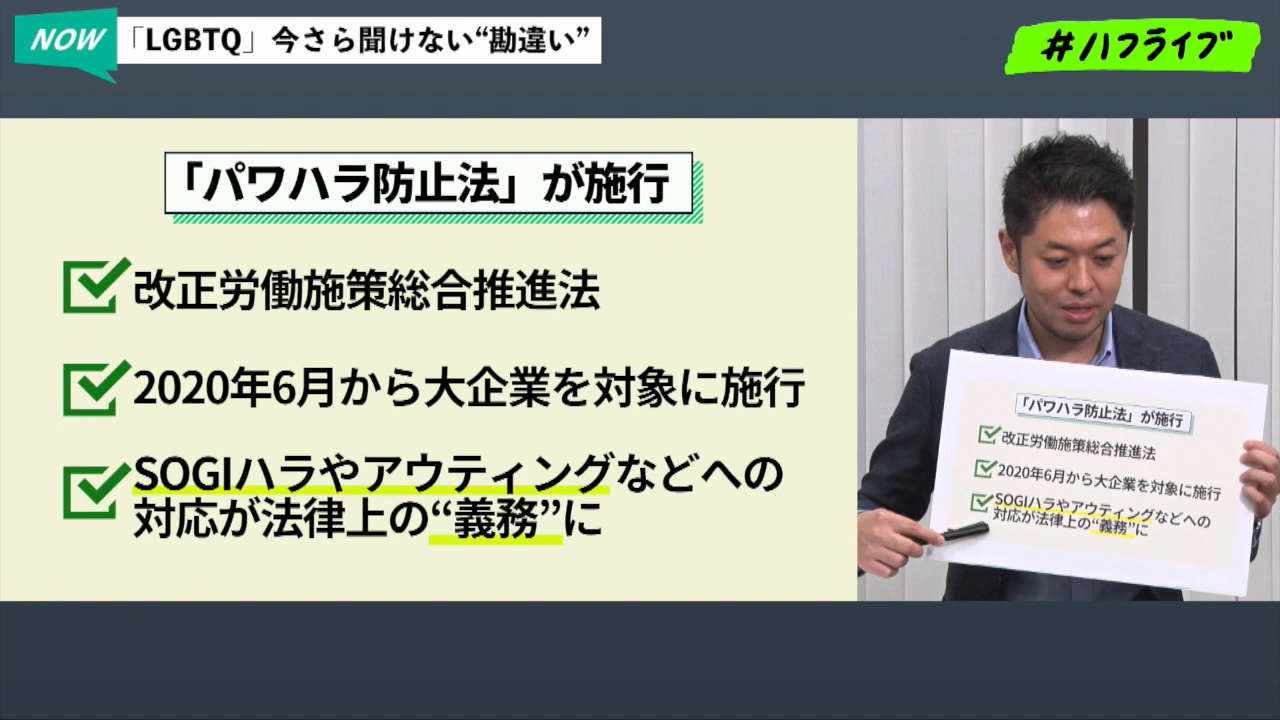 NOW
「LGBTQ」今さら聞けない“勘違い”
#ハフライブ
「パワハラ防止法」が施行
改正労働施策総合推進法
2020年6月から大企業を対象に施行
SOGIハラやアウティングなどへの
対応が法律上の“義務”に
「パワハラ防止法」が施行
改正労働施策総合推進法
2020年6月から大企業を対象に施行
SOGIハラやアウティングなどへの
対応が法律上の“義務”に